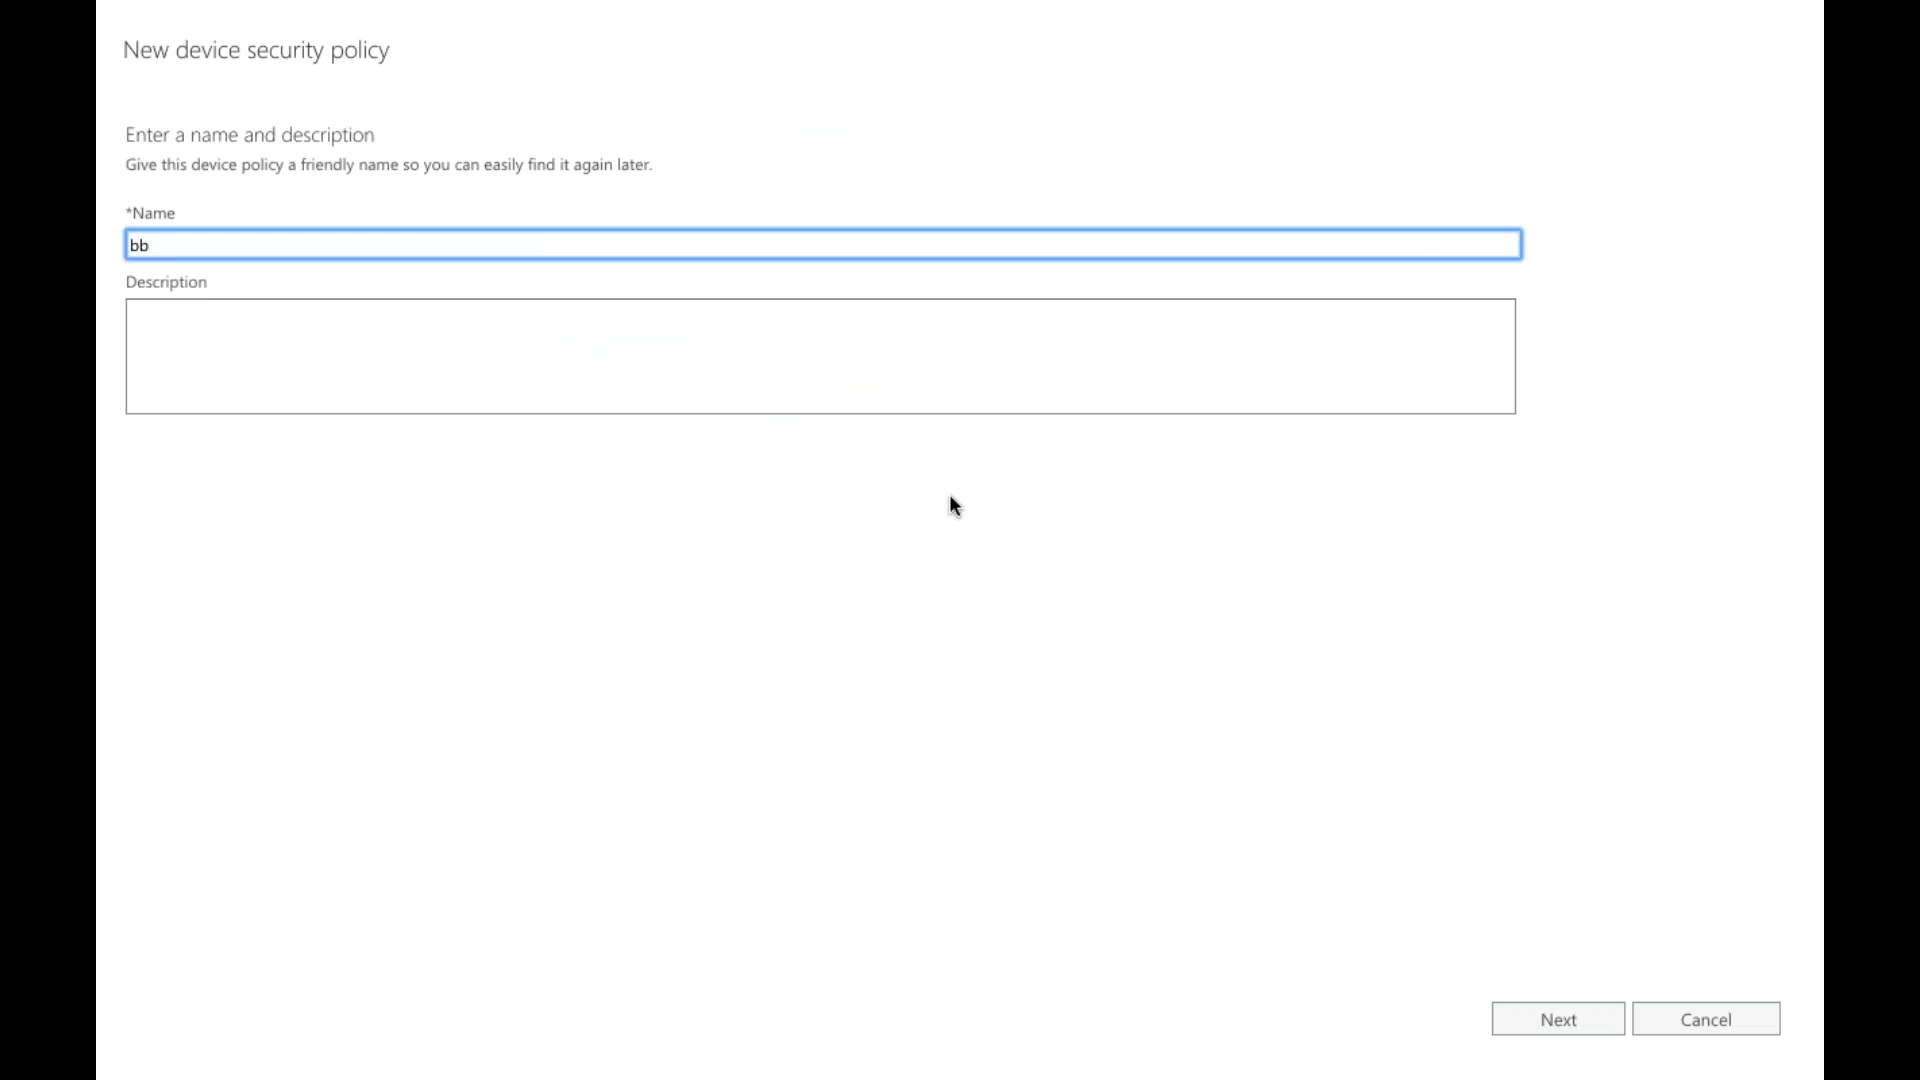 New device security policy
Enter a name and description
Give this device policy a friendly name so you can easily find it again later.
*Name
bb
Description
Next
Cancel